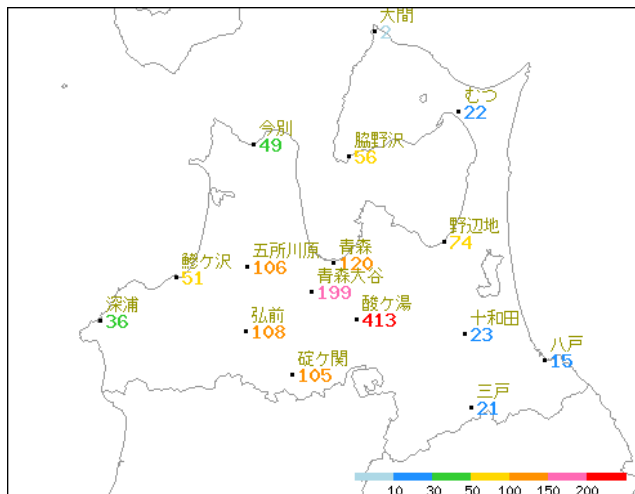 大間
2
むつ
22
今別
49
脇野沢
56
野辺地
74
鰺ケ沢
51
五所川原
106
青森
120
青森大谷
199
深浦
36
弘前
108
酸ケ湯
413
十和田
23
八戸
15
碇ケ関
105
三戸
21
10 30 50 100 150 200